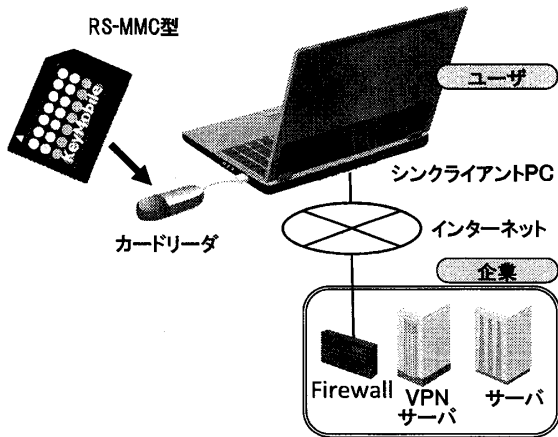 RS-MMC型
KeyMobile
ユーザ
シンクライアントPC
カードリーダ
インターネット
企業
Firewall
VPN
サーバ
サーバ